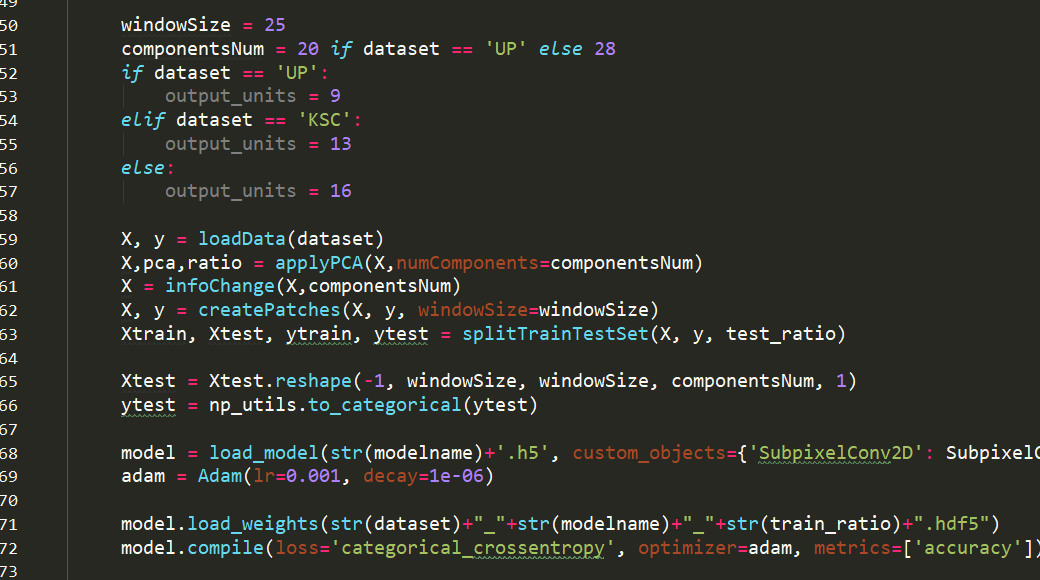 49
50 windowSize = 25
51 componentsNum = 20 if dataset == 'UP' else 28
52 if dataset == 'UP':
53 output_units = 9
54 elif dataset == 'KSC':
55 output_units = 13
56 else:
57 output_units = 16
58
59 X, y = loadData(dataset)
60 X,pca,ratio = applyPCA(X,numComponents=componentsNum)
61 X = infoChange(X,componentsNum)
62 X, y = createPatches(X, y, windowSize=windowSize)
63 Xtrain, Xtest, ytrain, ytest = splitTrainTestSet(X, y, test_ratio)
64
65 Xtest = Xtest.reshape(-1, windowSize, windowSize, componentsNum, 1)
66 ytest = np_utils.to_categorical(ytest)
67
68 model = load_model(str(modelname)+'.h5', custom_objects={'SubpixelConv2D': SubpixelC
69 adam = Adam(lr=0.001, decay=1e-06)
70
71 model.load_weights(str(dataset)+"_"+str(modelname)+"_"+str(train_ratio)+".hdf5")
72 model.compile(loss='categorical_crossentropy', optimizer=adam, metrics=['accuracy'])
73